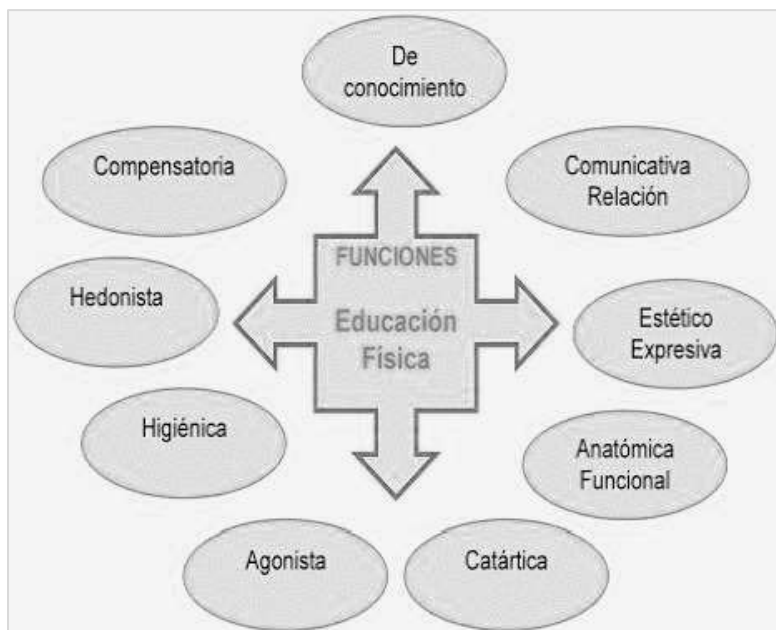 De
conocimiento
Compensatoria
Comunicativa
Relación
FUNCIONES
Educación
Física
Hedonista
Estético
Expresiva
Higiénica
Anatómica
Funcional
Agonista
Catártica